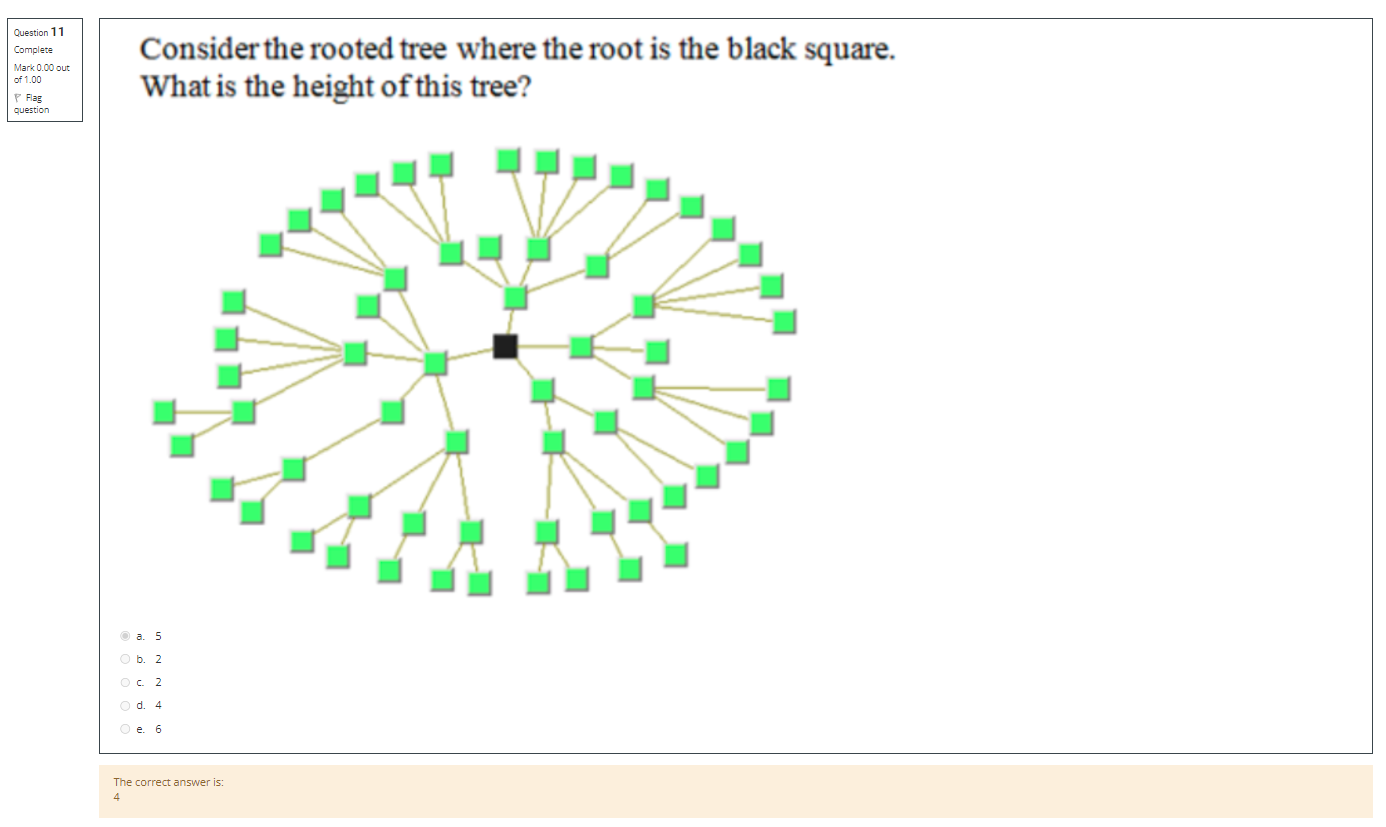 Question 11
Complete
Mark 0.00 out
of 1.00
Flag
question
Consider the rooted tree where the root is the black square.
What is the height of this tree?
a. 5
b. 2
c. 2
d. 4
e. 6
The correct answer is:
4